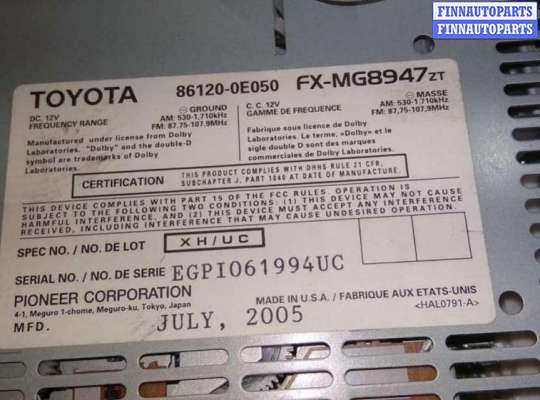 FINNAUTOPARTS
FINNAUTOPARTS
TOYOTA 86120-0E050 FX-MG8947ZT
DC. 12V ⊖ GROUND
FREQUENCY RANGE AM: 530-1,710kHz
FM: 87.75-107.9MHz
C. C. 12V ⊖ MASSE
GAMME DE FREQUENCE AM: 530-1,710kHz
FM: 87.75-107.9MHz
Manufactured under license from Dolby
Laboratories. "Dolby" and the double-D
symbol are trademarks of Dolby
Laboratories.
Fabrique sous licence de Dolby
Laboratories. Le terme, «Dolby» et le
sigle double D sont des marques
commerciales de Dolby Laboratories.
CERTIFICATION THIS PRODUCT COMPLIES WITH DHHS RULE 21 CFR,
SUBCHAPTER J, PART 1040 AT DATE OF MANUFACTURE.
THIS DEVICE COMPLIES WITH PART 15 OF THE FCC RULES. OPERATION IS
SUBJECT TO THE FOLLOWING TWO CONDITIONS: (1) THIS DEVICE MAY NOT CAUSE
HARMFUL INTERFERENCE, AND (2) THIS DEVICE MUST ACCEPT ANY INTERFERENCE
RECEIVED, INCLUDING INTERFERENCE THAT MAY CAUSE UNDESIRED OPERATION.
SPEC NO. / NO. DE LOT XH/UC
SERIAL NO. / NO. DE SERIE EGPI061994UC
PIONEER CORPORATION
4-1, Meguro 1-chome, Meguro-ku, Tokyo, Japan
MADE IN U.S.A. / FABRIQUE AUX ETATS-UNIS
<HAL0791-A>
MFD. JULY, 2005